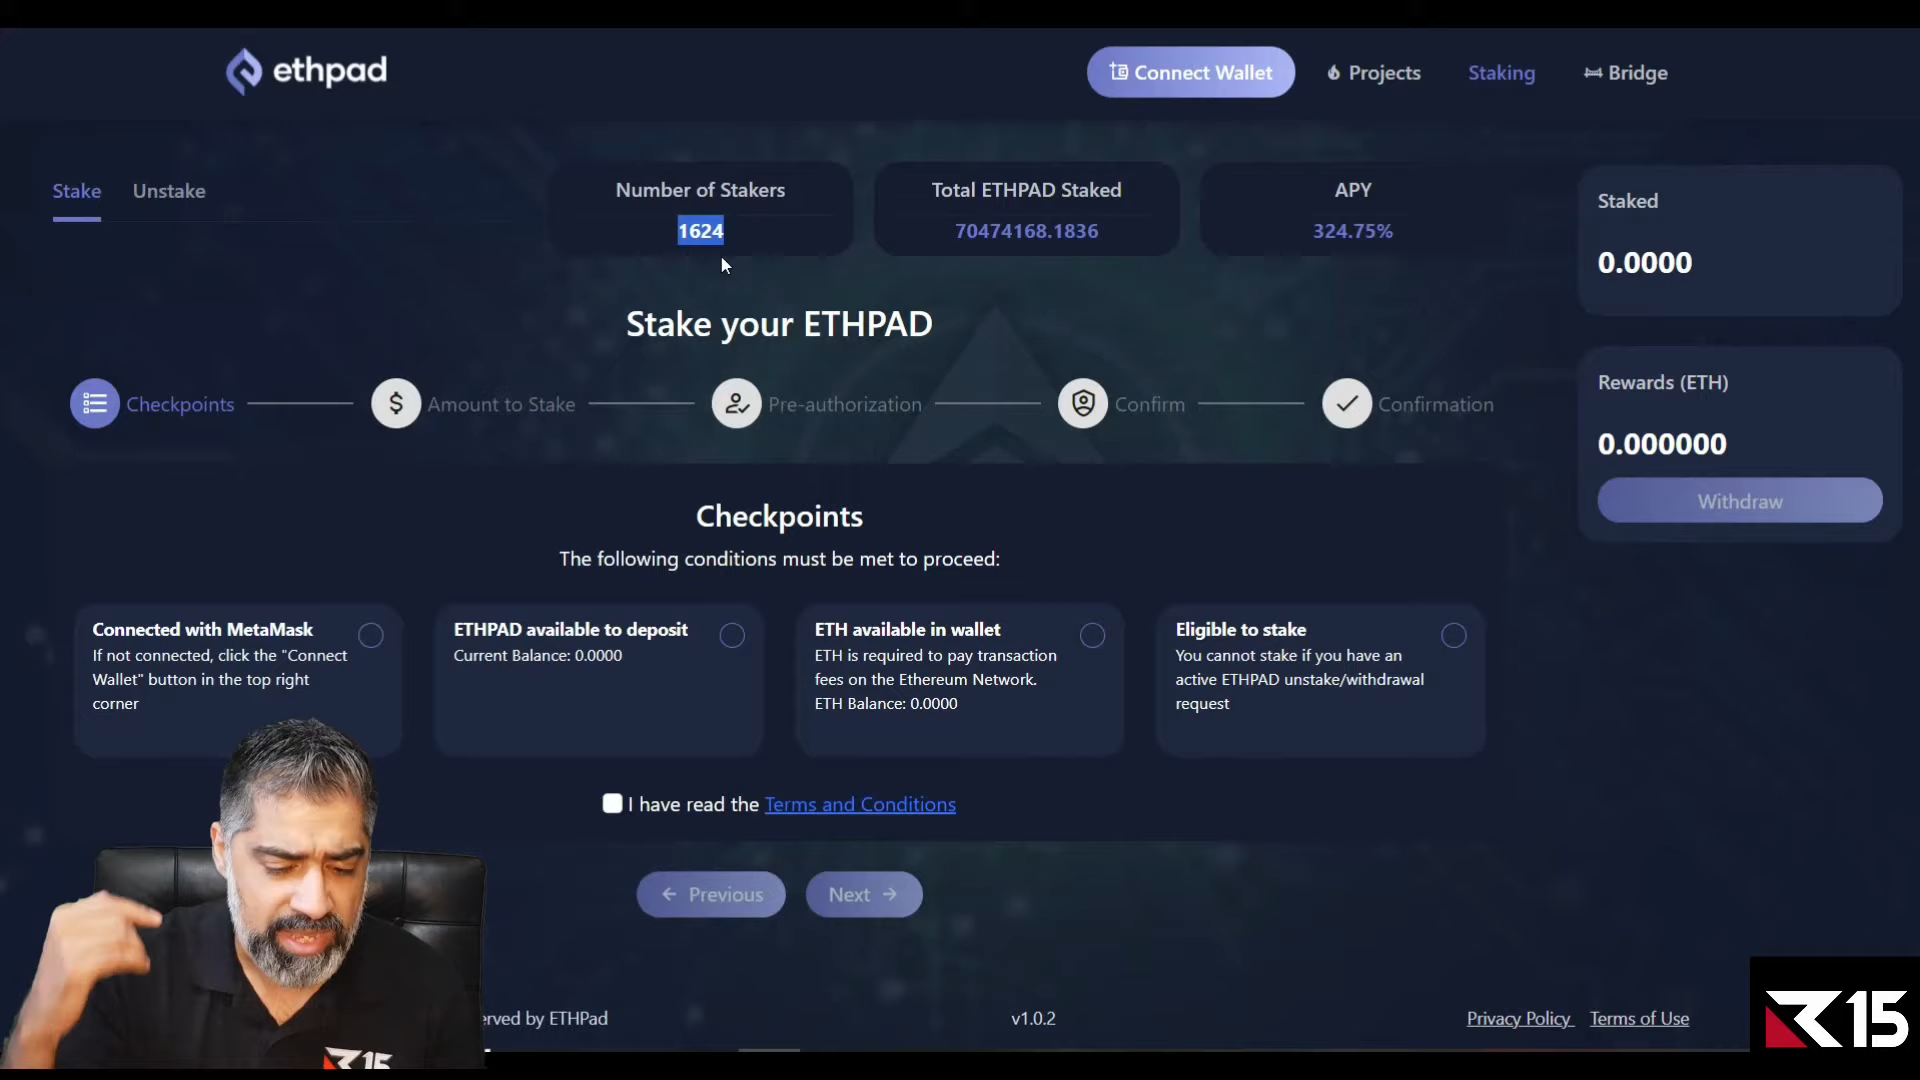 ethpad
Connect Wallet
Projects
Staking
Bridge
Stake
Unstake
Number of Stakers
1624
Total ETHPAD Staked
70474168.1836
APY
324.75%
Staked
0.0000
Stake your ETHPAD
Rewards (ETH)
0.000000
Withdraw
Checkpoints
Amount to Stake
Pre-authorization
Confirm
Confirmation
Checkpoints
The following conditions must be met to proceed:
Connected with MetaMask
If not connected, click the "Connect
Wallet" button in the top right
corner
ETHPAD available to deposit
Current Balance: 0.0000
ETH available in wallet
ETH is required to pay transaction
fees on the Ethereum Network.
ETH Balance: 0.0000
Eligible to stake
You cannot stake if you have an
active ETHPAD unstake/withdrawal
request
I have read the Terms and Conditions
Previous
Next
erved by ETHPad
v1.0.2
Privacy Policy
Terms of Use
R15
R15